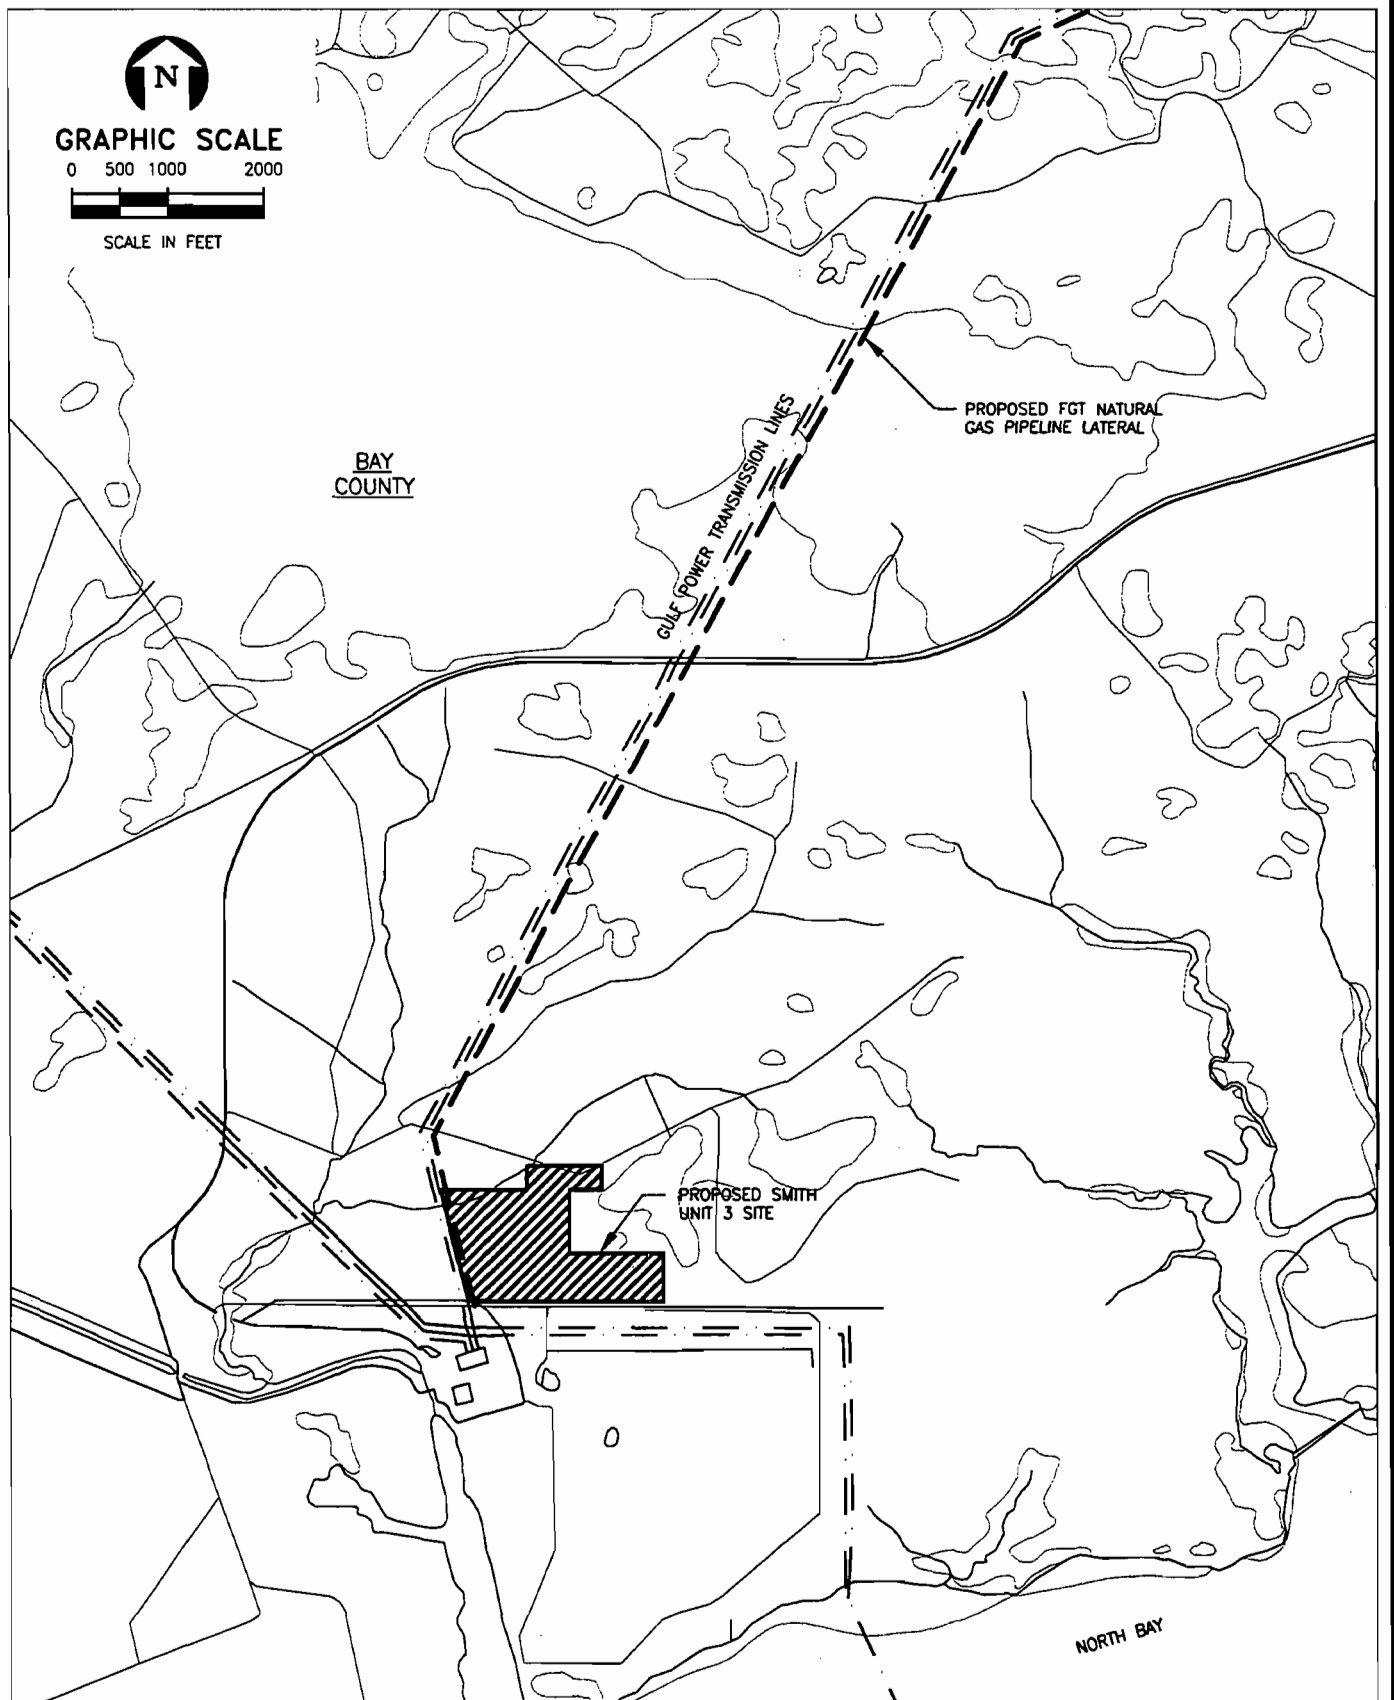 N
GRAPHIC SCALE
0 500 1000 2000
SCALE IN FEET
PROPOSED FGT NATURAL
GAS PIPELINE LATERAL
GULF POWER TRANSMISSION LINES
BAY
COUNTY
PROPOSED SMITH
UNIT 3 SITE
NORTH BAY